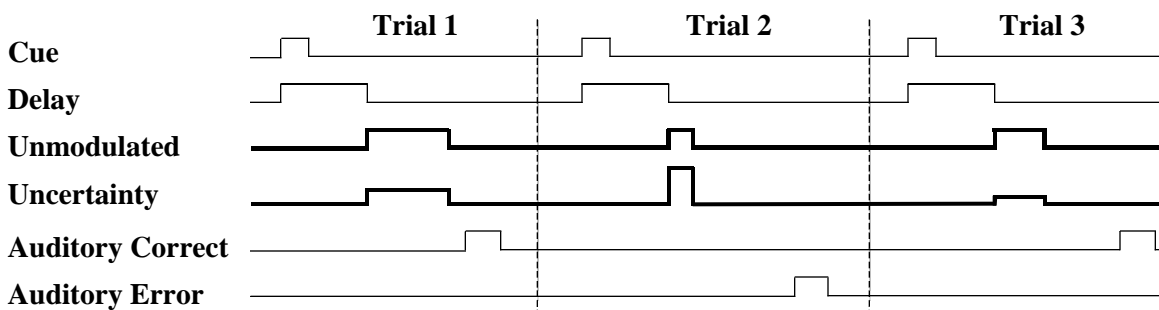 Trial 1 Trial 2 Trial 3
Cue
Delay
Unmodulated
Uncertainty
Auditory Correct
Auditory Error